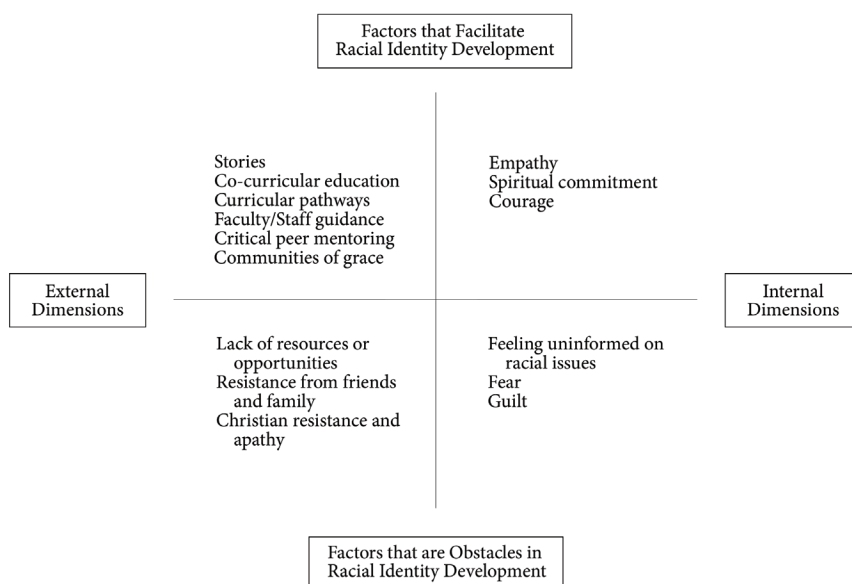 Factors that Facilitate
Racial Identity Development
Stories
Co-curricular education
Curricular pathways
Faculty/Staff guidance
Critical peer mentoring
Communities of grace
Empathy
Spiritual commitment
Courage
External
Dimensions
Internal
Dimensions
Lack of resources or
opportunities
Resistance from friends
and family
Christian resistance and
apathy
Feeling uninformed on
racial issues
Fear
Guilt
Factors that are Obstacles in
Racial Identity Development